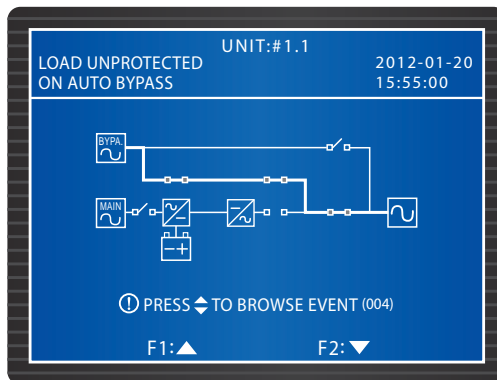 UNIT:#1.1
LOAD UNPROTECTED
2012-01-20
ON AUTO BYPASS
15:55:00
BYPA.
MAIN
PRESS TO BROWSE EVENT (004)
F1: F2: